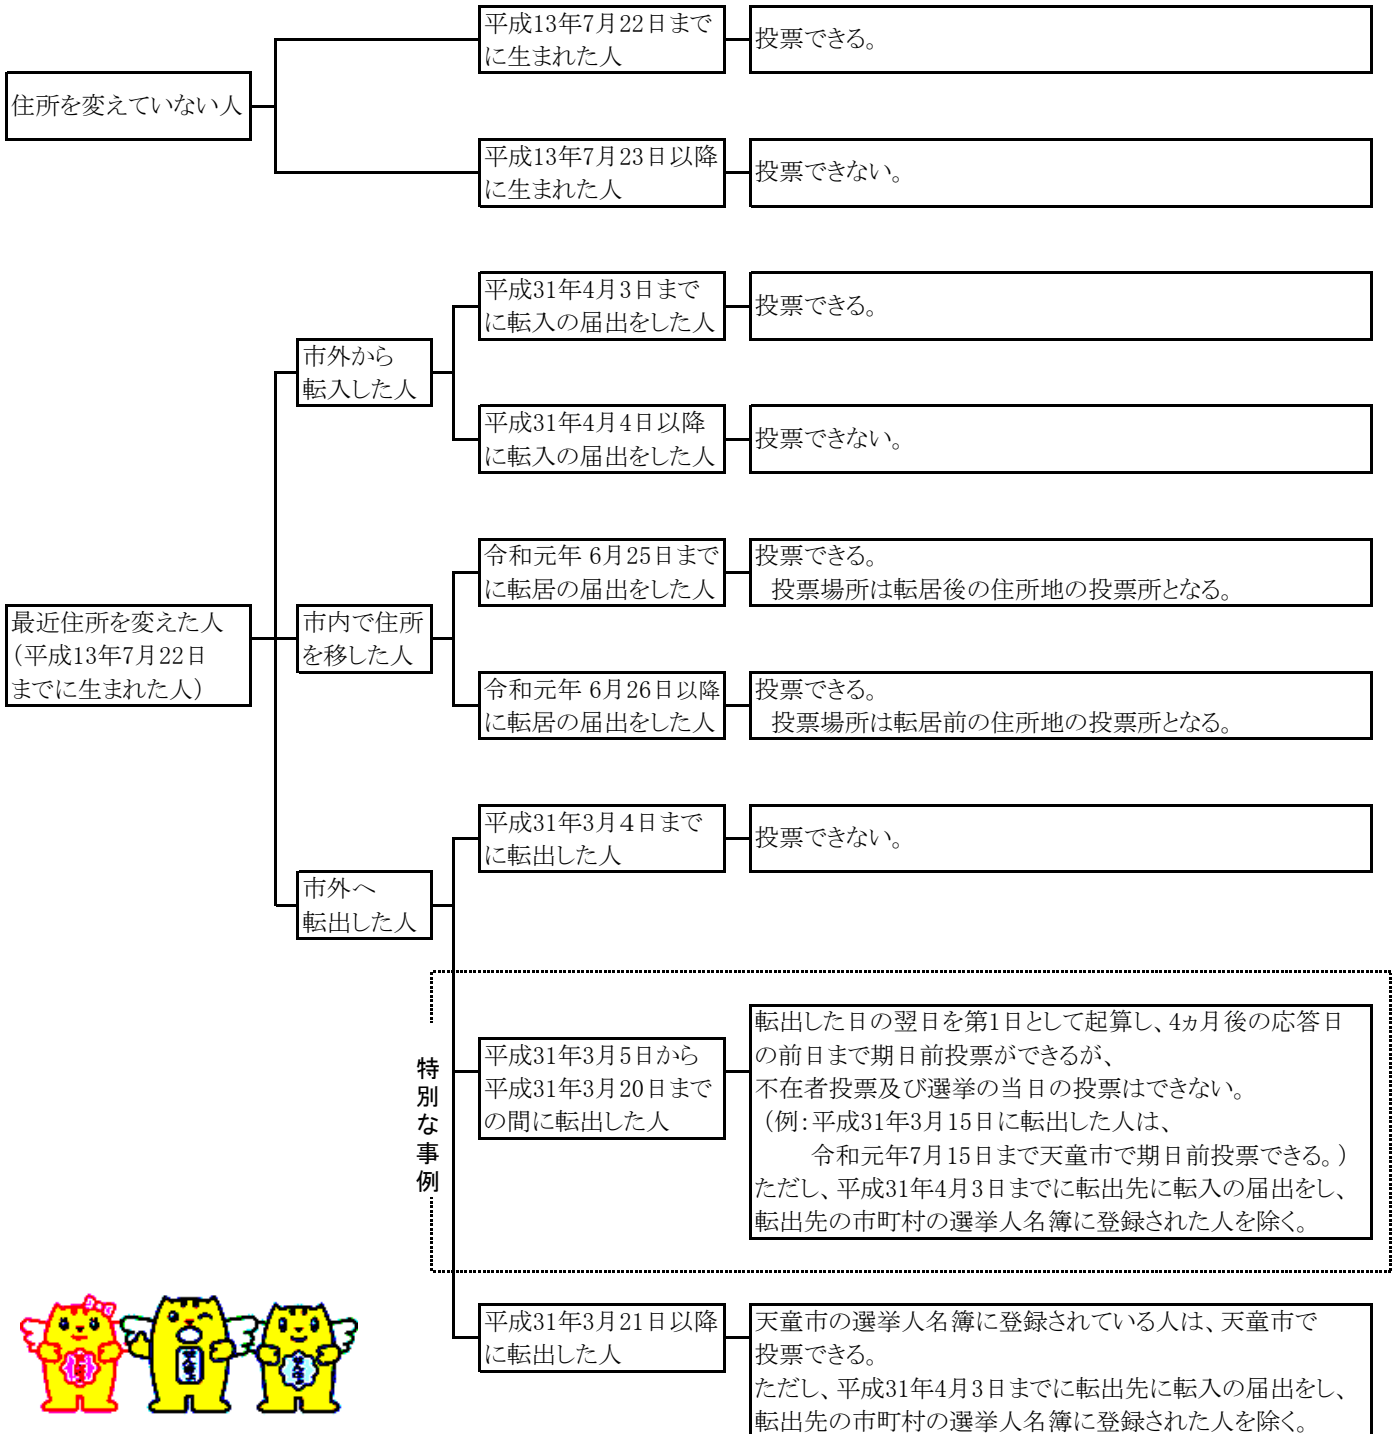 平成13年7月22日まで
に生まれた人
投票できる。
住所を変えていない人
平成13年7月23日以降
に生まれた人
投票できない。
平成31年4月3日まで
に転入の届出をした人
投票できる。
市外から
転入した人
平成31年4月4日以降
に転入の届出をした人
投票できない。
令和元年 6月25日まで
に転居の届出をした人
投票できる。
投票場所は転居後の住所地の投票所となる。
最近住所を変えた人
（平成13年7月22日
までに生まれた人）
市内で住所
を移した人
令和元年 6月26日以降
に転居の届出をした人
投票できる。
投票場所は転居前の住所地の投票所となる。
平成31年3月４日まで
に転出した人
投票できない。
市外へ
転出した人
特別な事例
平成31年3月5日から
平成31年3月20日まで
の間に転出した人
転出した日の翌日を第1日として起算し、4ヵ月後の応答日
の前日まで期日前投票ができるが、
不在者投票及び選挙の当日の投票はできない。
（例：平成31年3月15日に転出した人は、
令和元年7月15日まで天童市で期日前投票できる。）
ただし、平成31年4月3日までに転出先に転入の届出をし、
転出先の市町村の選挙人名簿に登録された人を除く。
平成31年3月21日以降
に転出した人
天童市の選挙人名簿に登録されている人は、天童市で
投票できる。
ただし、平成31年4月3日までに転出先に転入の届出をし、
転出先の市町村の選挙人名簿に登録された人を除く。